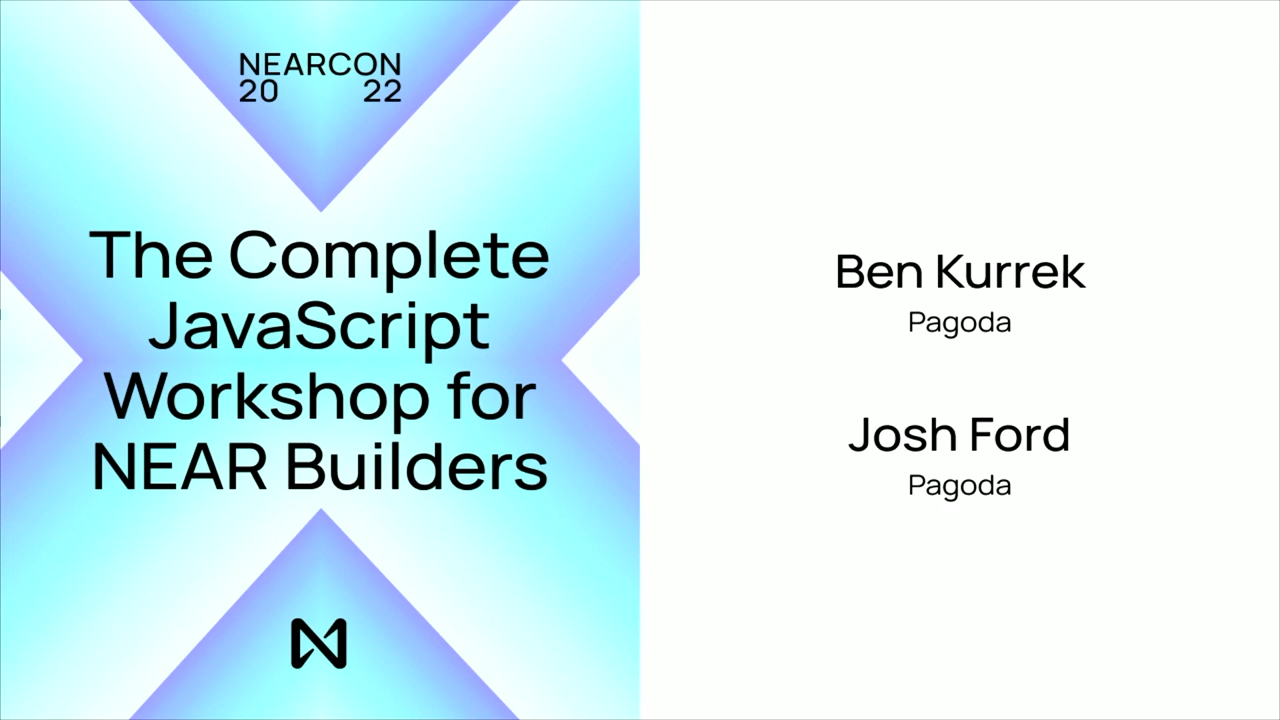 NEARCON
20 22
The Complete
JavaScript
Workshop for
NEAR Builders
Ben Kurrek
Pagoda
Josh Ford
Pagoda